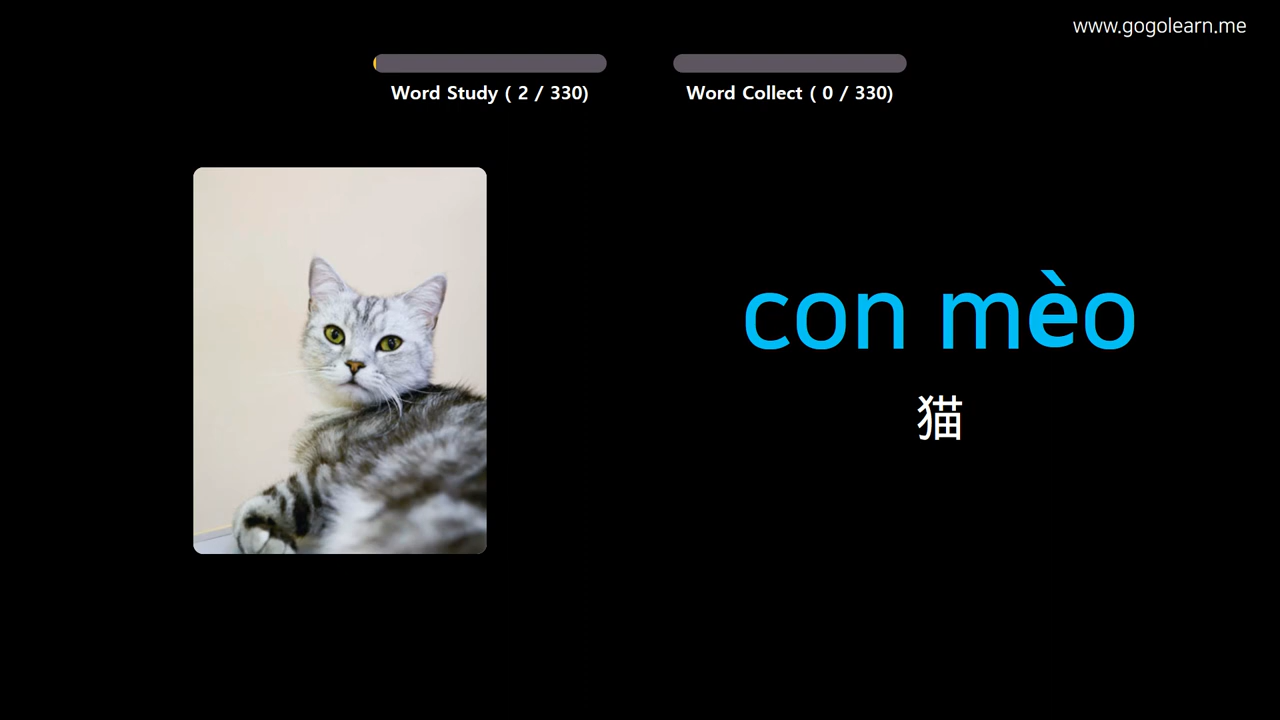 www.gogolearn.me
Word Study ( 2 / 330)
Word Collect ( 0 / 330)
con mèo
猫